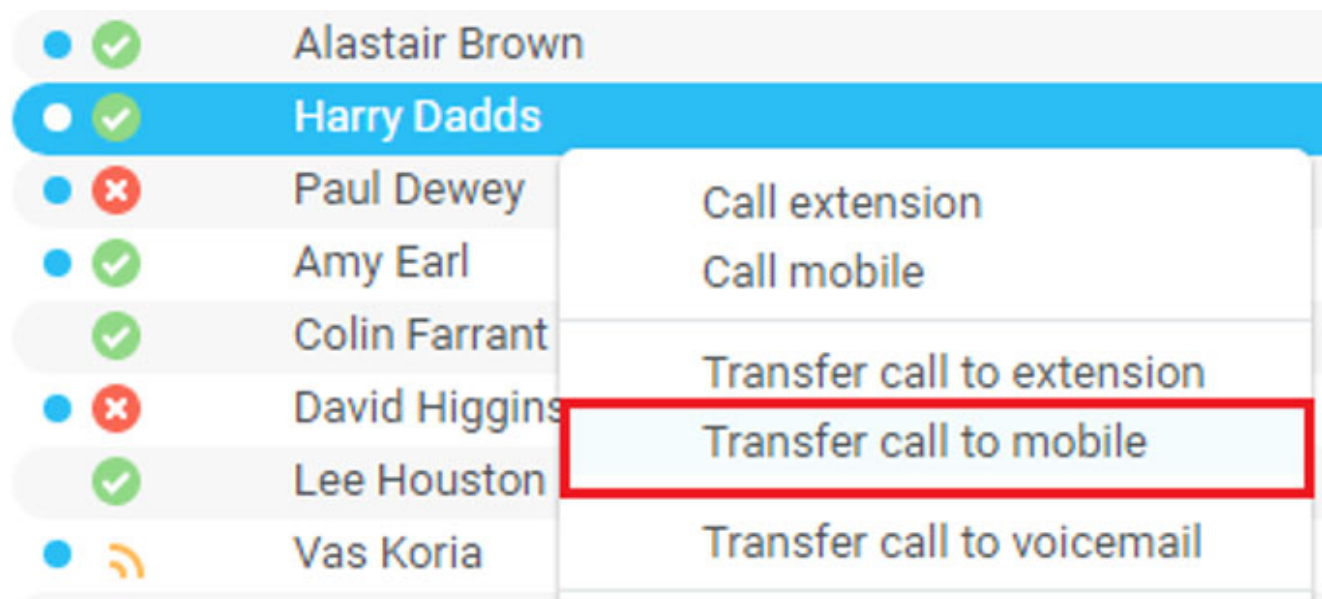 Alastair Brown
Harry Dadds
Paul Dewey
Call extension
Amy Earl
Call mobile
Colin Farrant
Transfer call to extension
David Higgins
Transfer call to mobile
Lee Houston
Transfer call to voicemail
Vas Koria